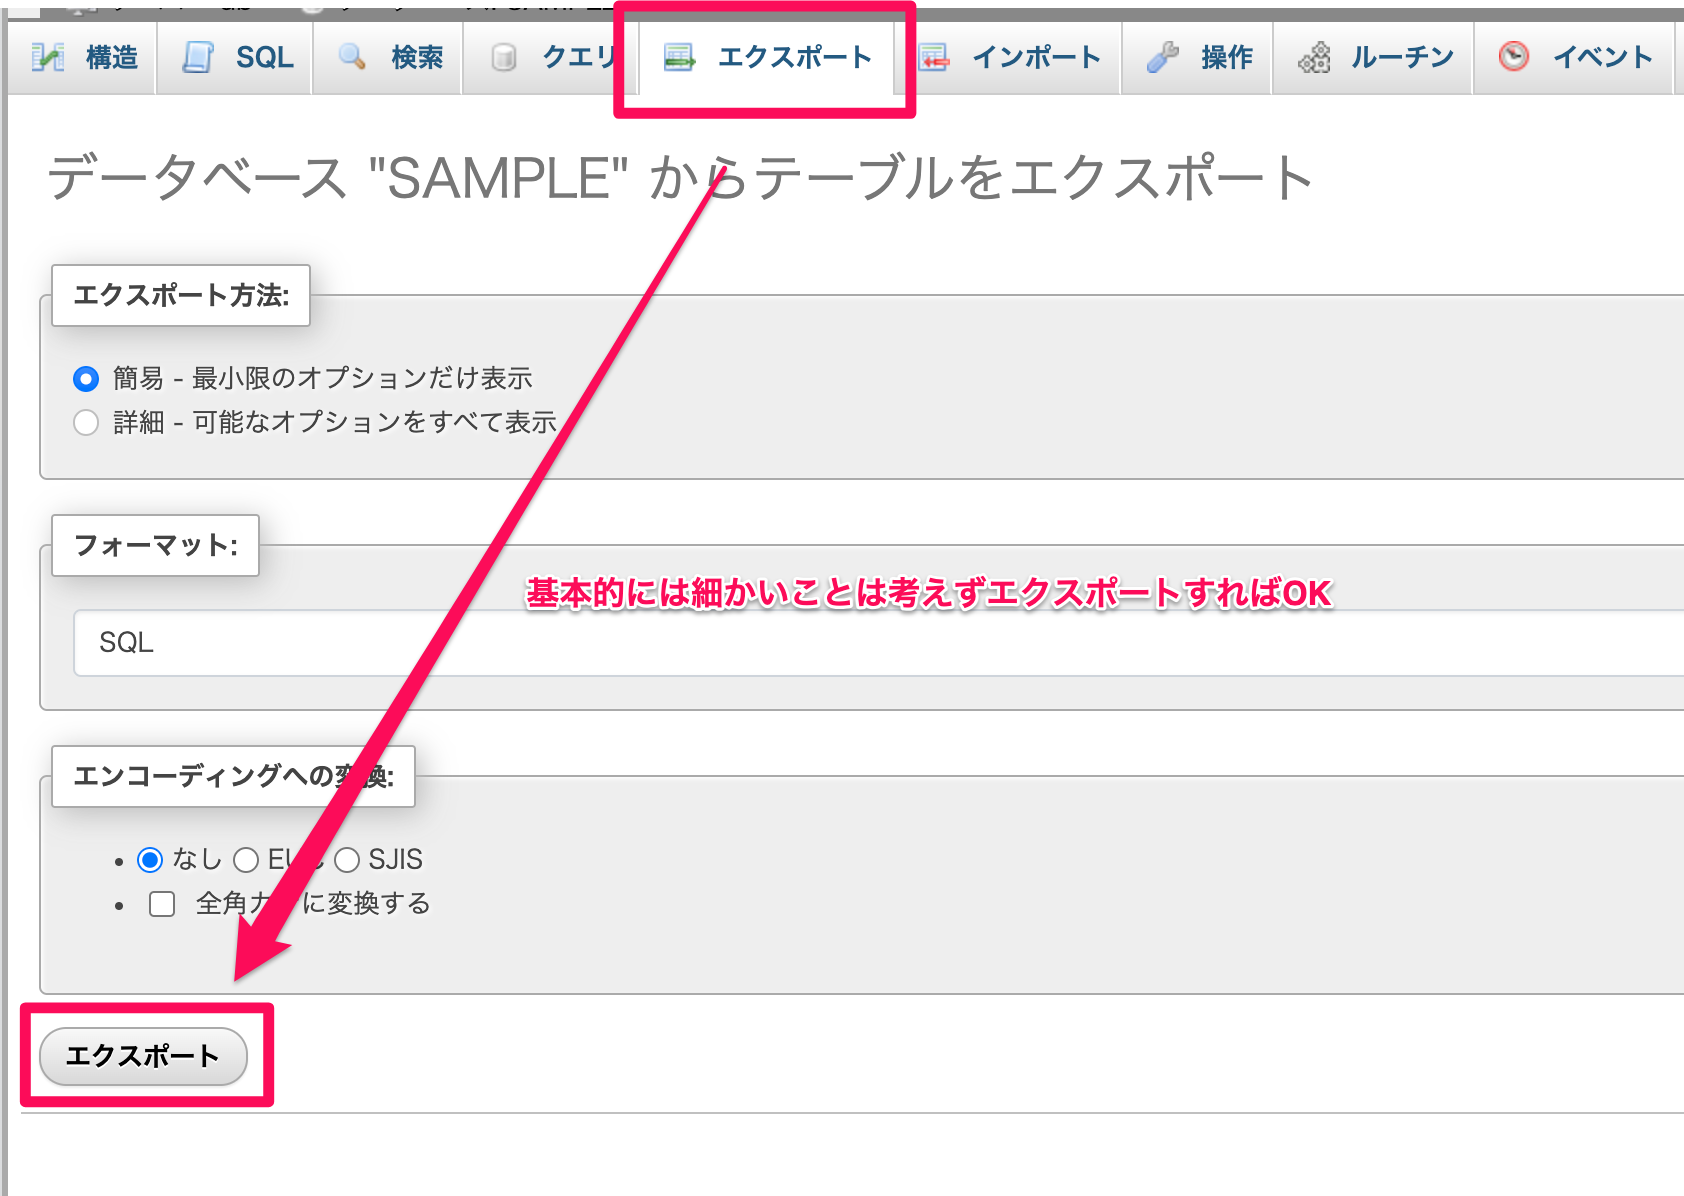 構造 SQL 検索 クエリ エクスポート インポート 操作 ルーチン イベント
データベース "SAMPLE" からテーブルをエクスポート
エクスポート方法:
簡易 - 最小限のオプションだけ表示
詳細 - 可能なオプションをすべて表示
フォーマット:
基本的には細かいことは考えずエクスポートすればOK
SQL
エンコーディングへの変換:
なし EUC SJIS
全角カナに変換する
エクスポート